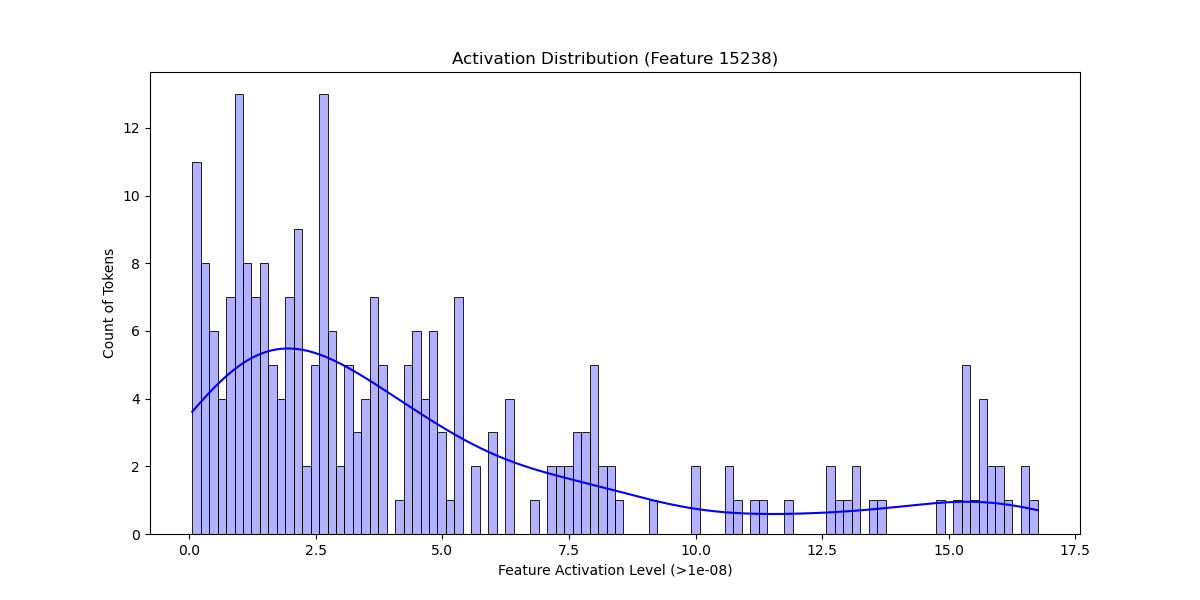 Activation Distribution (Feature 15238)
Count of Tokens
12
10
8
6
4
2
0
0.0 2.5 5.0 7.5 10.0 12.5 15.0 17.5
Feature Activation Level (>1e-08)